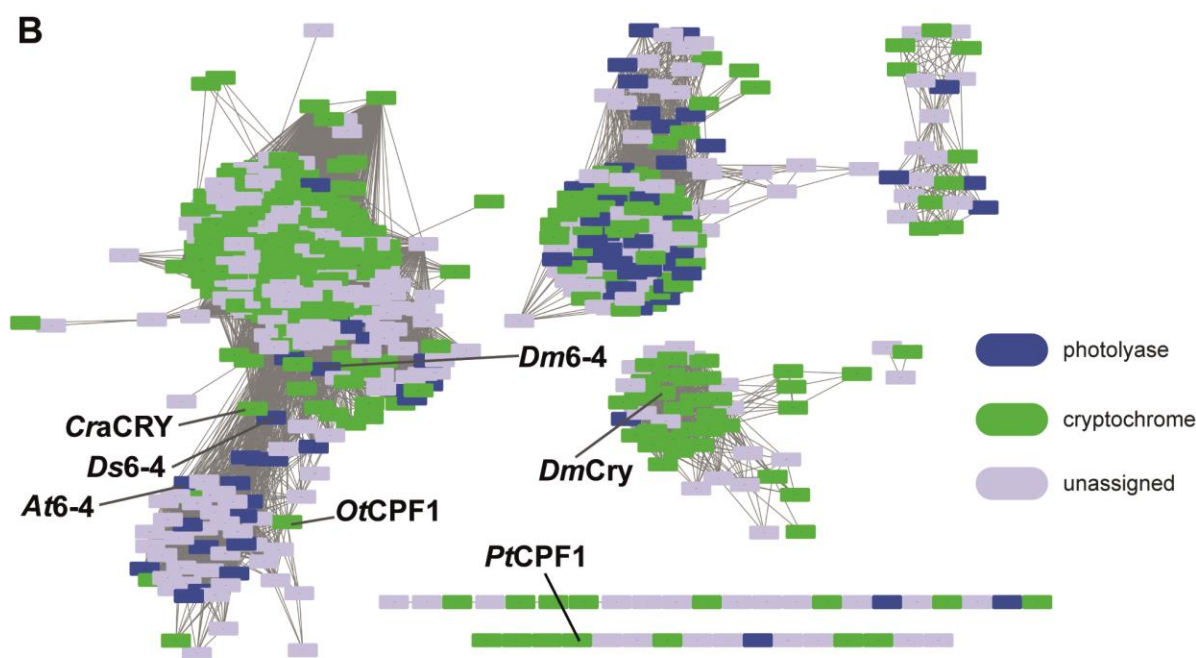 B
Dm6-4
CraCRY
Ds6-4
At6-4
OtCPF1
DmCry
PtCPF1
photolyase
cryptochrome
unassigned